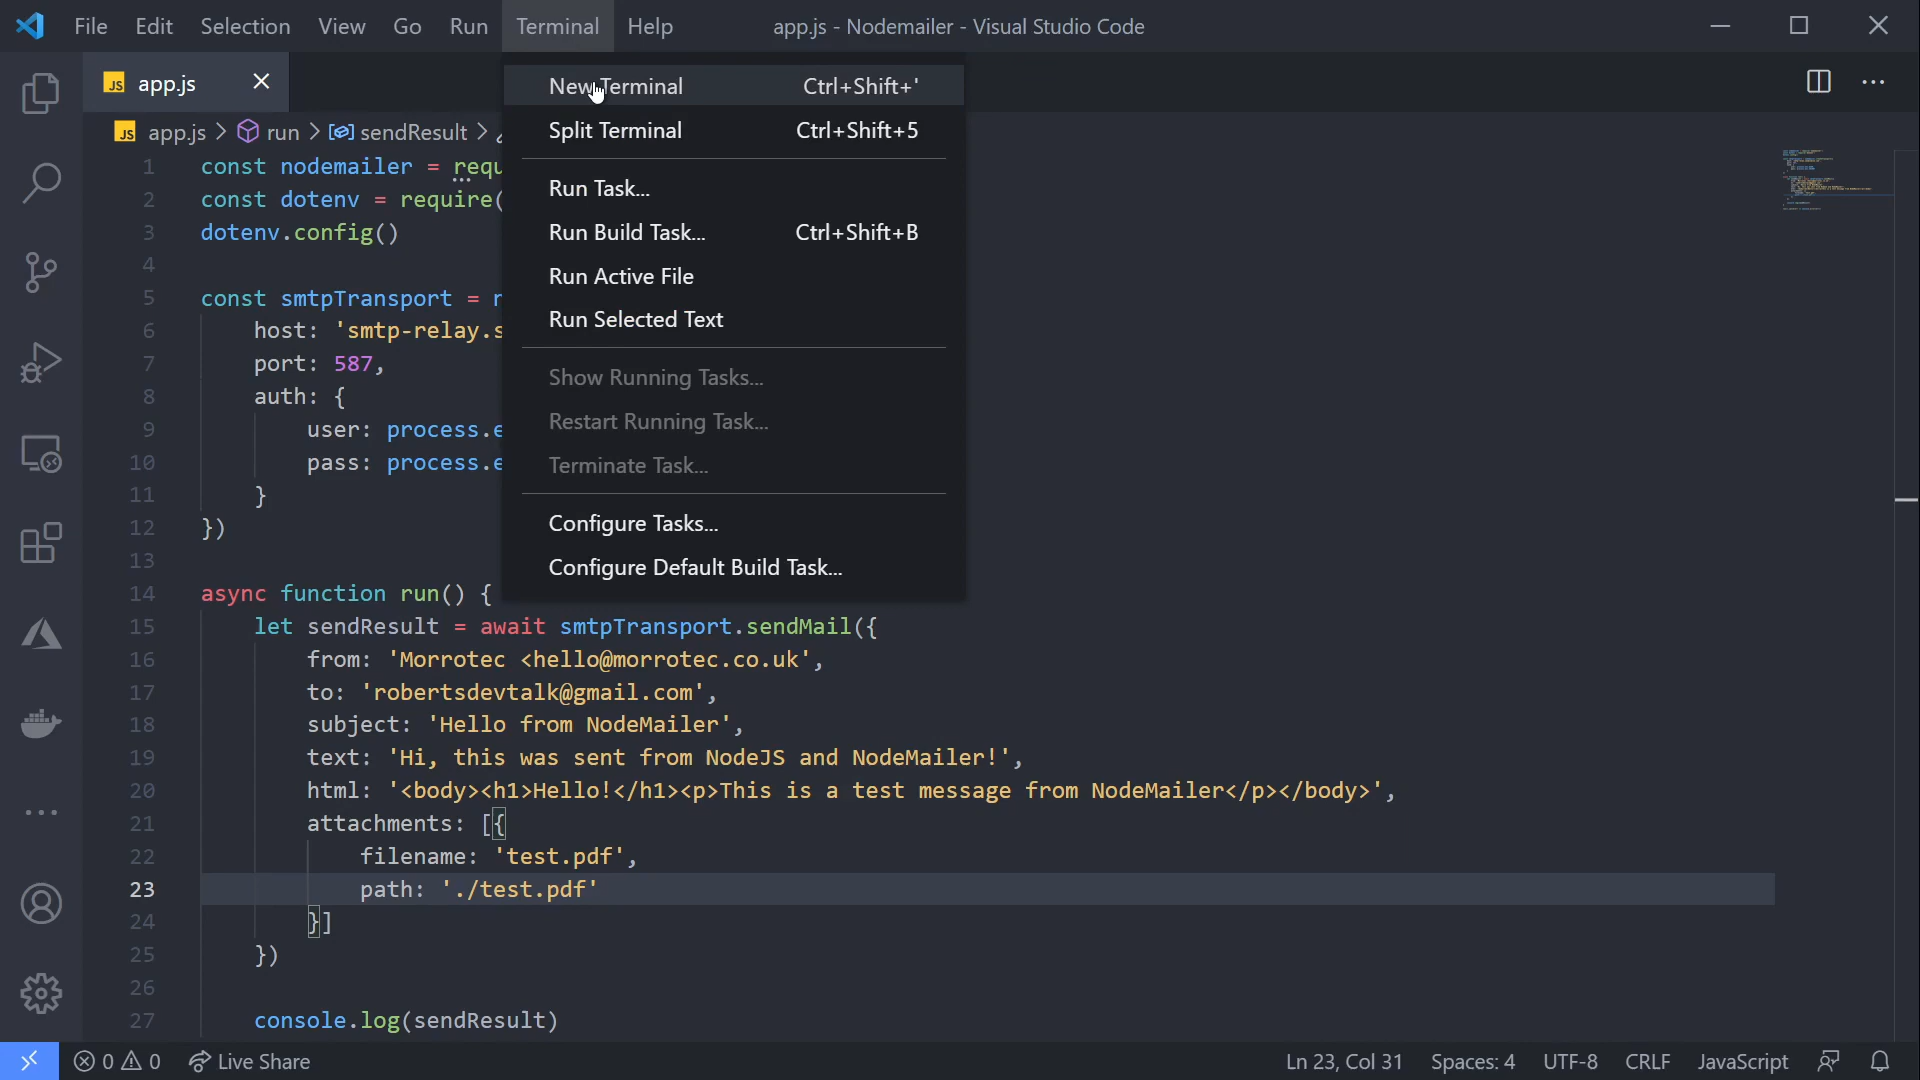 File Edit Selection View Go Run Terminal Help app.js - Nodemailer - Visual Studio Code
JS app.js
New Terminal Ctrl+Shift+'
Split Terminal Ctrl+Shift+5
Run Task...
Run Build Task... Ctrl+Shift+B
Run Active File
Run Selected Text
Show Running Tasks...
Restart Running Task...
Terminate Task...
Configure Tasks...
Configure Default Build Task...
JS app.js > run > sendResult >
1 const nodemailer = requ
2 const dotenv = require(
3 dotenv.config()
4
5 const smtpTransport = n
6 host: 'smtp-relay.s
7 port: 587,
8 auth: {
9 user: process.e
10 pass: process.e
11 }
12 })
13
14 async function run() {
15 let sendResult = await smtpTransport.sendMail({
16 from: 'Morrotec <hello@morrotec.co.uk',
17 to: 'robertsdevtalk@gmail.com',
18 subject: 'Hello from NodeMailer',
19 text: 'Hi, this was sent from NodeJS and NodeMailer!',
20 html: '<body><h1>Hello!</h1><p>This is a test message from NodeMailer</p></body>',
21 attachments: [{
22 filename: 'test.pdf',
23 path: './test.pdf'
24 }]
25 })
26
27 console.log(sendResult)
0 0 Live Share Ln 23, Col 31 Spaces: 4 UTF-8 CRLF JavaScript